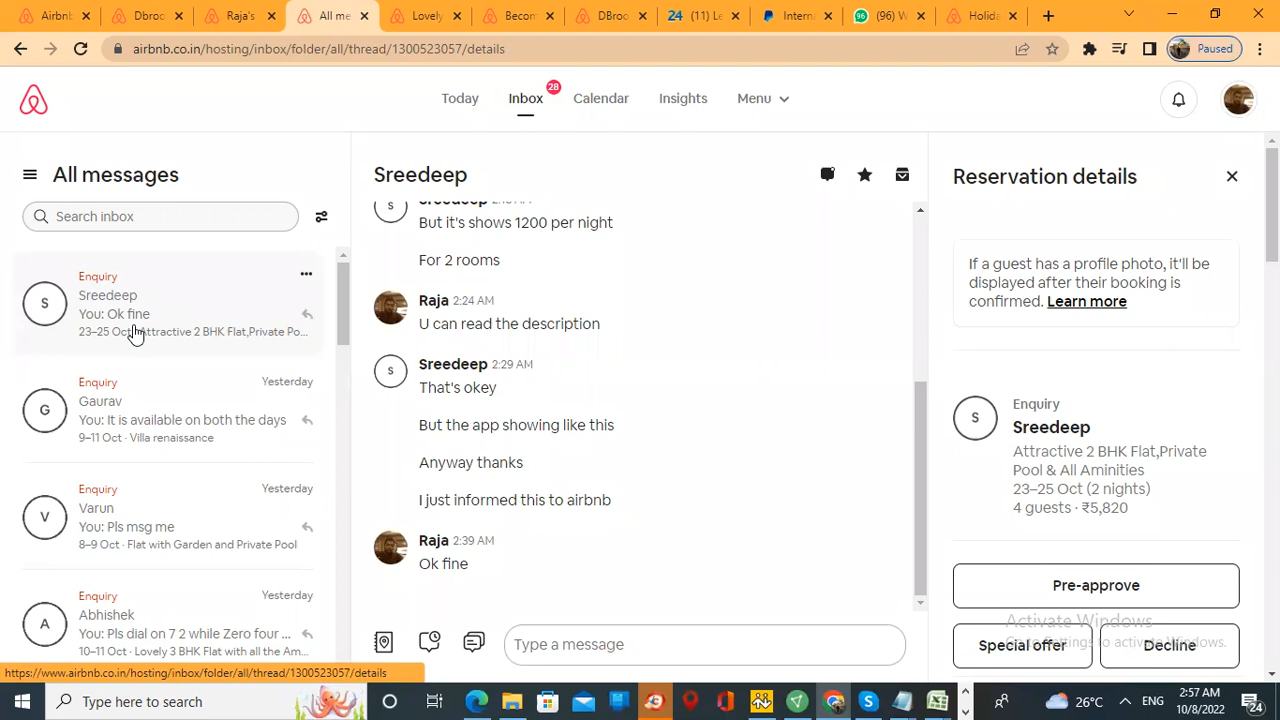 Airbnb
Dbroo
Raja's
All me
Lovely
Becom
DBroo
24 (11) Le
Intern
96 (96) W
Holida
airbnb.co.in/hosting/inbox/folder/all/thread/1300523057/details
Paused
Today
Inbox
28
Calendar
Insights
Menu
All messages
Search inbox
Enquiry
S
Sreedeep
You: Ok fine
23–25 Oct · Attractive 2 BHK Flat,Private Po...
Enquiry
Yesterday
G
Gaurav
You: It is available on both the days
9–11 Oct · Villa renaissance
Enquiry
Yesterday
V
Varun
You: Pls msg me
8–9 Oct · Flat with Garden and Private Pool
Enquiry
Yesterday
A
Abhishek
You: Pls dial on 7 2 while Zero four ...
10–11 Oct · Lovely 3 BHK Flat with all the Am...
Sreedeep
S
Sreedeep
But it's shows 1200 per night
For 2 rooms
Raja 2:24 AM
U can read the description
S
Sreedeep 2:29 AM
That's okey
But the app showing like this
Anyway thanks
I just informed this to airbnb
Raja 2:39 AM
Ok fine
Type a message
Reservation details
If a guest has a profile photo, it'll be
displayed after their booking is
confirmed. Learn more
S
Enquiry
Sreedeep
Attractive 2 BHK Flat,Private
Pool & All Aminities
23–25 Oct (2 nights)
4 guests · ₹5,820
Pre-approve
Activate Windows
Go to Settings to activate Windows.
Special offer
Decline
https://www.airbnb.co.in/hosting/inbox/folder/all/thread/1300523057/details
Type here to search
26°C
ENG
2:57 AM
10/8/2022
24